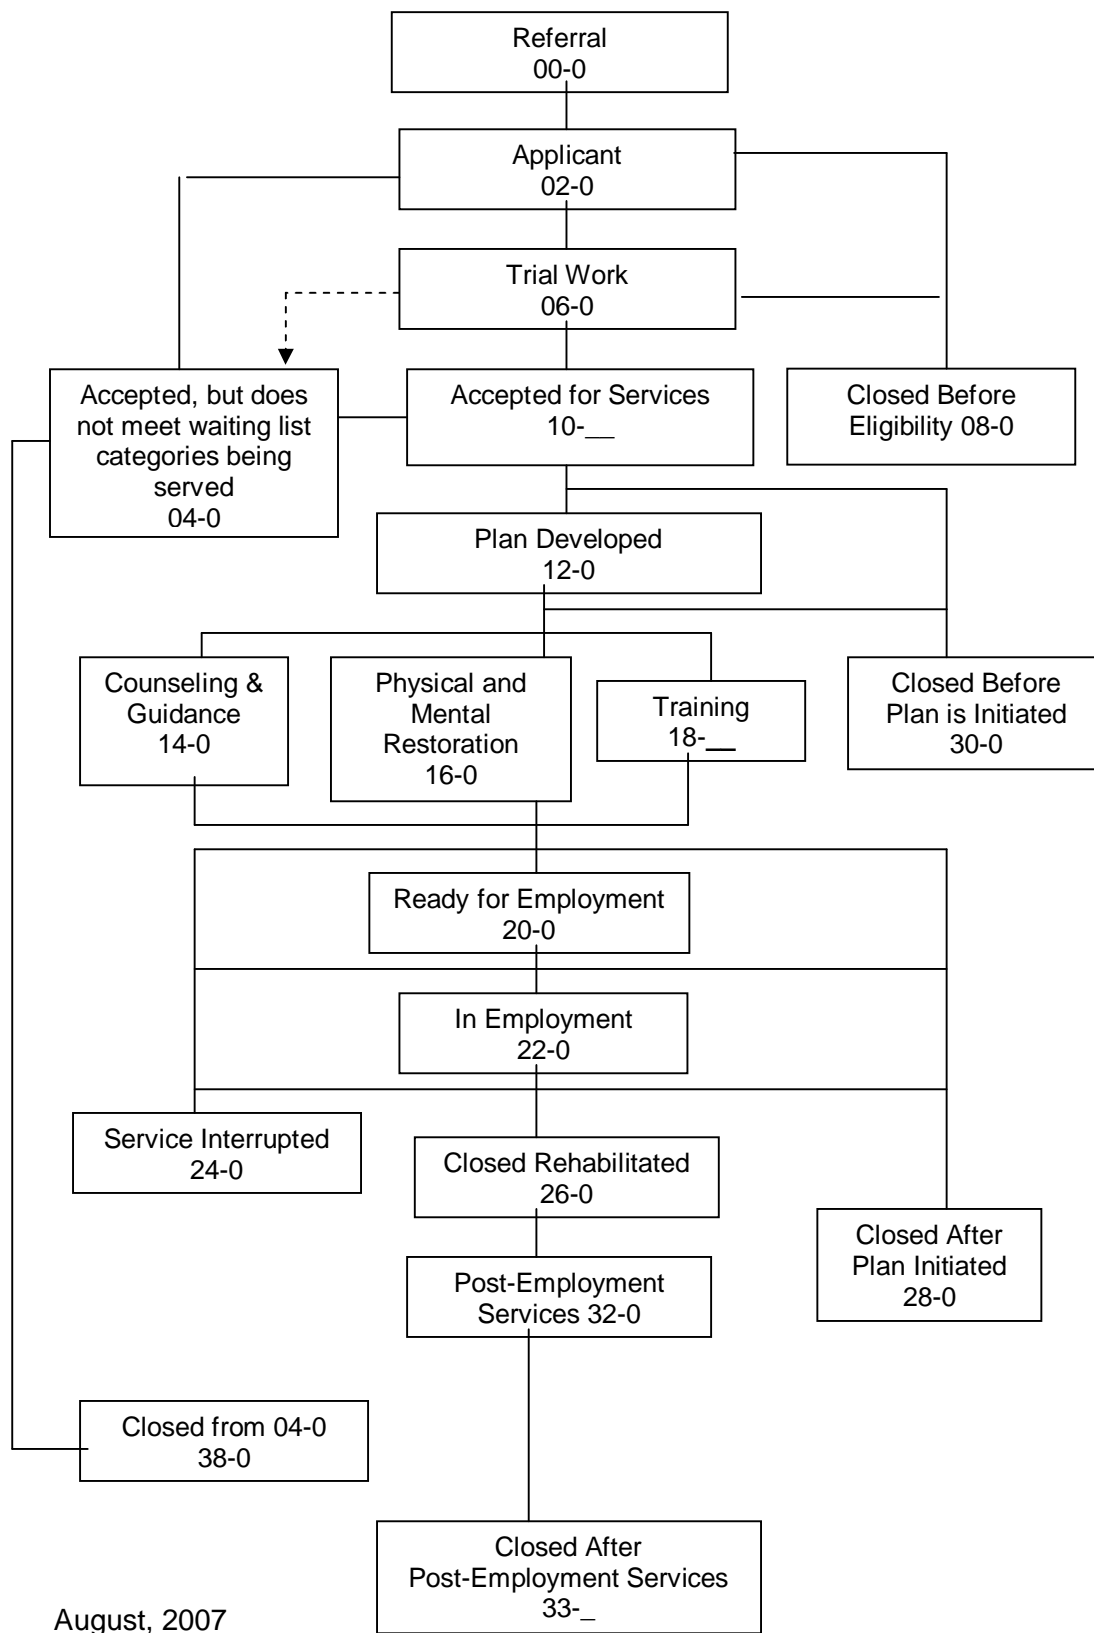 Referral
00-0
Applicant
02-0
Trial Work
06-0
Accepted, but does
not meet waiting list
categories being
served
04-0
Accepted for Services
10-__
Closed Before
Eligibility 08-0
Plan Developed
12-0
Counseling &
Guidance
14-0
Physical and
Mental
Restoration
16-0
Training
18-__
Closed Before
Plan is Initiated
30-0
Ready for Employment
20-0
In Employment
22-0
Service Interrupted
24-0
Closed Rehabilitated
26-0
Closed After
Plan Initiated
28-0
Post-Employment
Services 32-0
Closed from 04-0
38-0
Closed After
Post-Employment Services
33-_
August, 2007